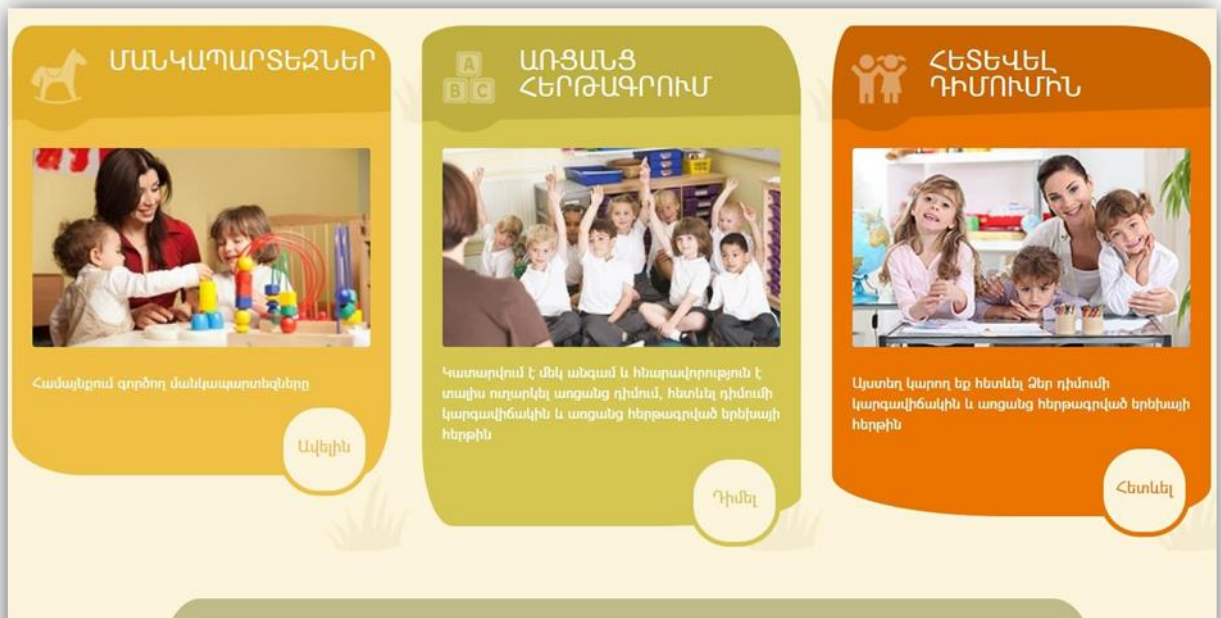 ՄԱՆԿԱՊԱՐՏԵԶՆԵՐ
Համայնքում գործող մանկապարտեզները
Ավելին
A
B C
ԱՌՑԱՆՑ
ՀԵՐԹԱԳՐՈՒՄ
Կատարվում է մեկ անգամ և հնարավորություն է
տալիս ուղարկել առցանց դիմում, հետևել դիմումի
կարգավիճակին և առցանց հերթագրված երեխայի
հերթին
Դիմել
ՀԵՏԵՎԵԼ
ԴԻՄՈՒՄԻՆ
Այստեղ կարող եք հետևել Ձեր դիմումի
կարգավիճակին և առցանց հերթագրված երեխայի
հերթին
Հետևել